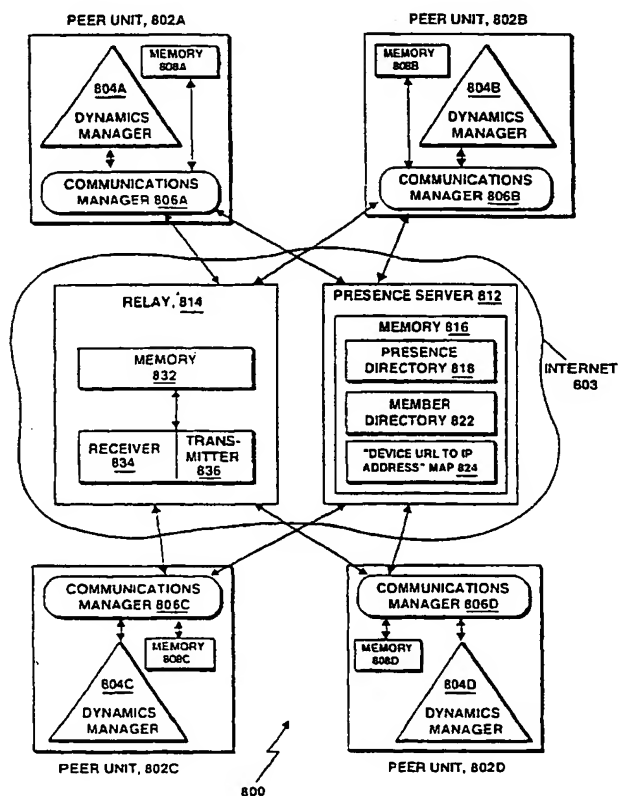 PEER UNIT, 802A
PEER UNIT, 802B
MEMORY
808A
MEMORY
808B
804A
DYNAMICS
MANAGER
804B
DYNAMICS
MANAGER
COMMUNICATIONS
MANAGER 806A
COMMUNICATIONS
MANAGER 806B
RELAY, 814
PRESENCE SERVER 812
MEMORY
832
MEMORY 816
PRESENCE
DIRECTORY 818
INTERNET
803
MEMBER
DIRECTORY 822
RECEIVER
834
TRANS-
MITTER
836
"DEVICE URL TO IP
ADDRESS" MAP 824
COMMUNICATIONS
MANAGER 806C
COMMUNICATIONS
MANAGER 806D
MEMORY
808C
MEMORY
808D
804C
DYNAMICS
MANAGER
804D
DYNAMICS
MANAGER
PEER UNIT, 802C
PEER UNIT, 802D
800